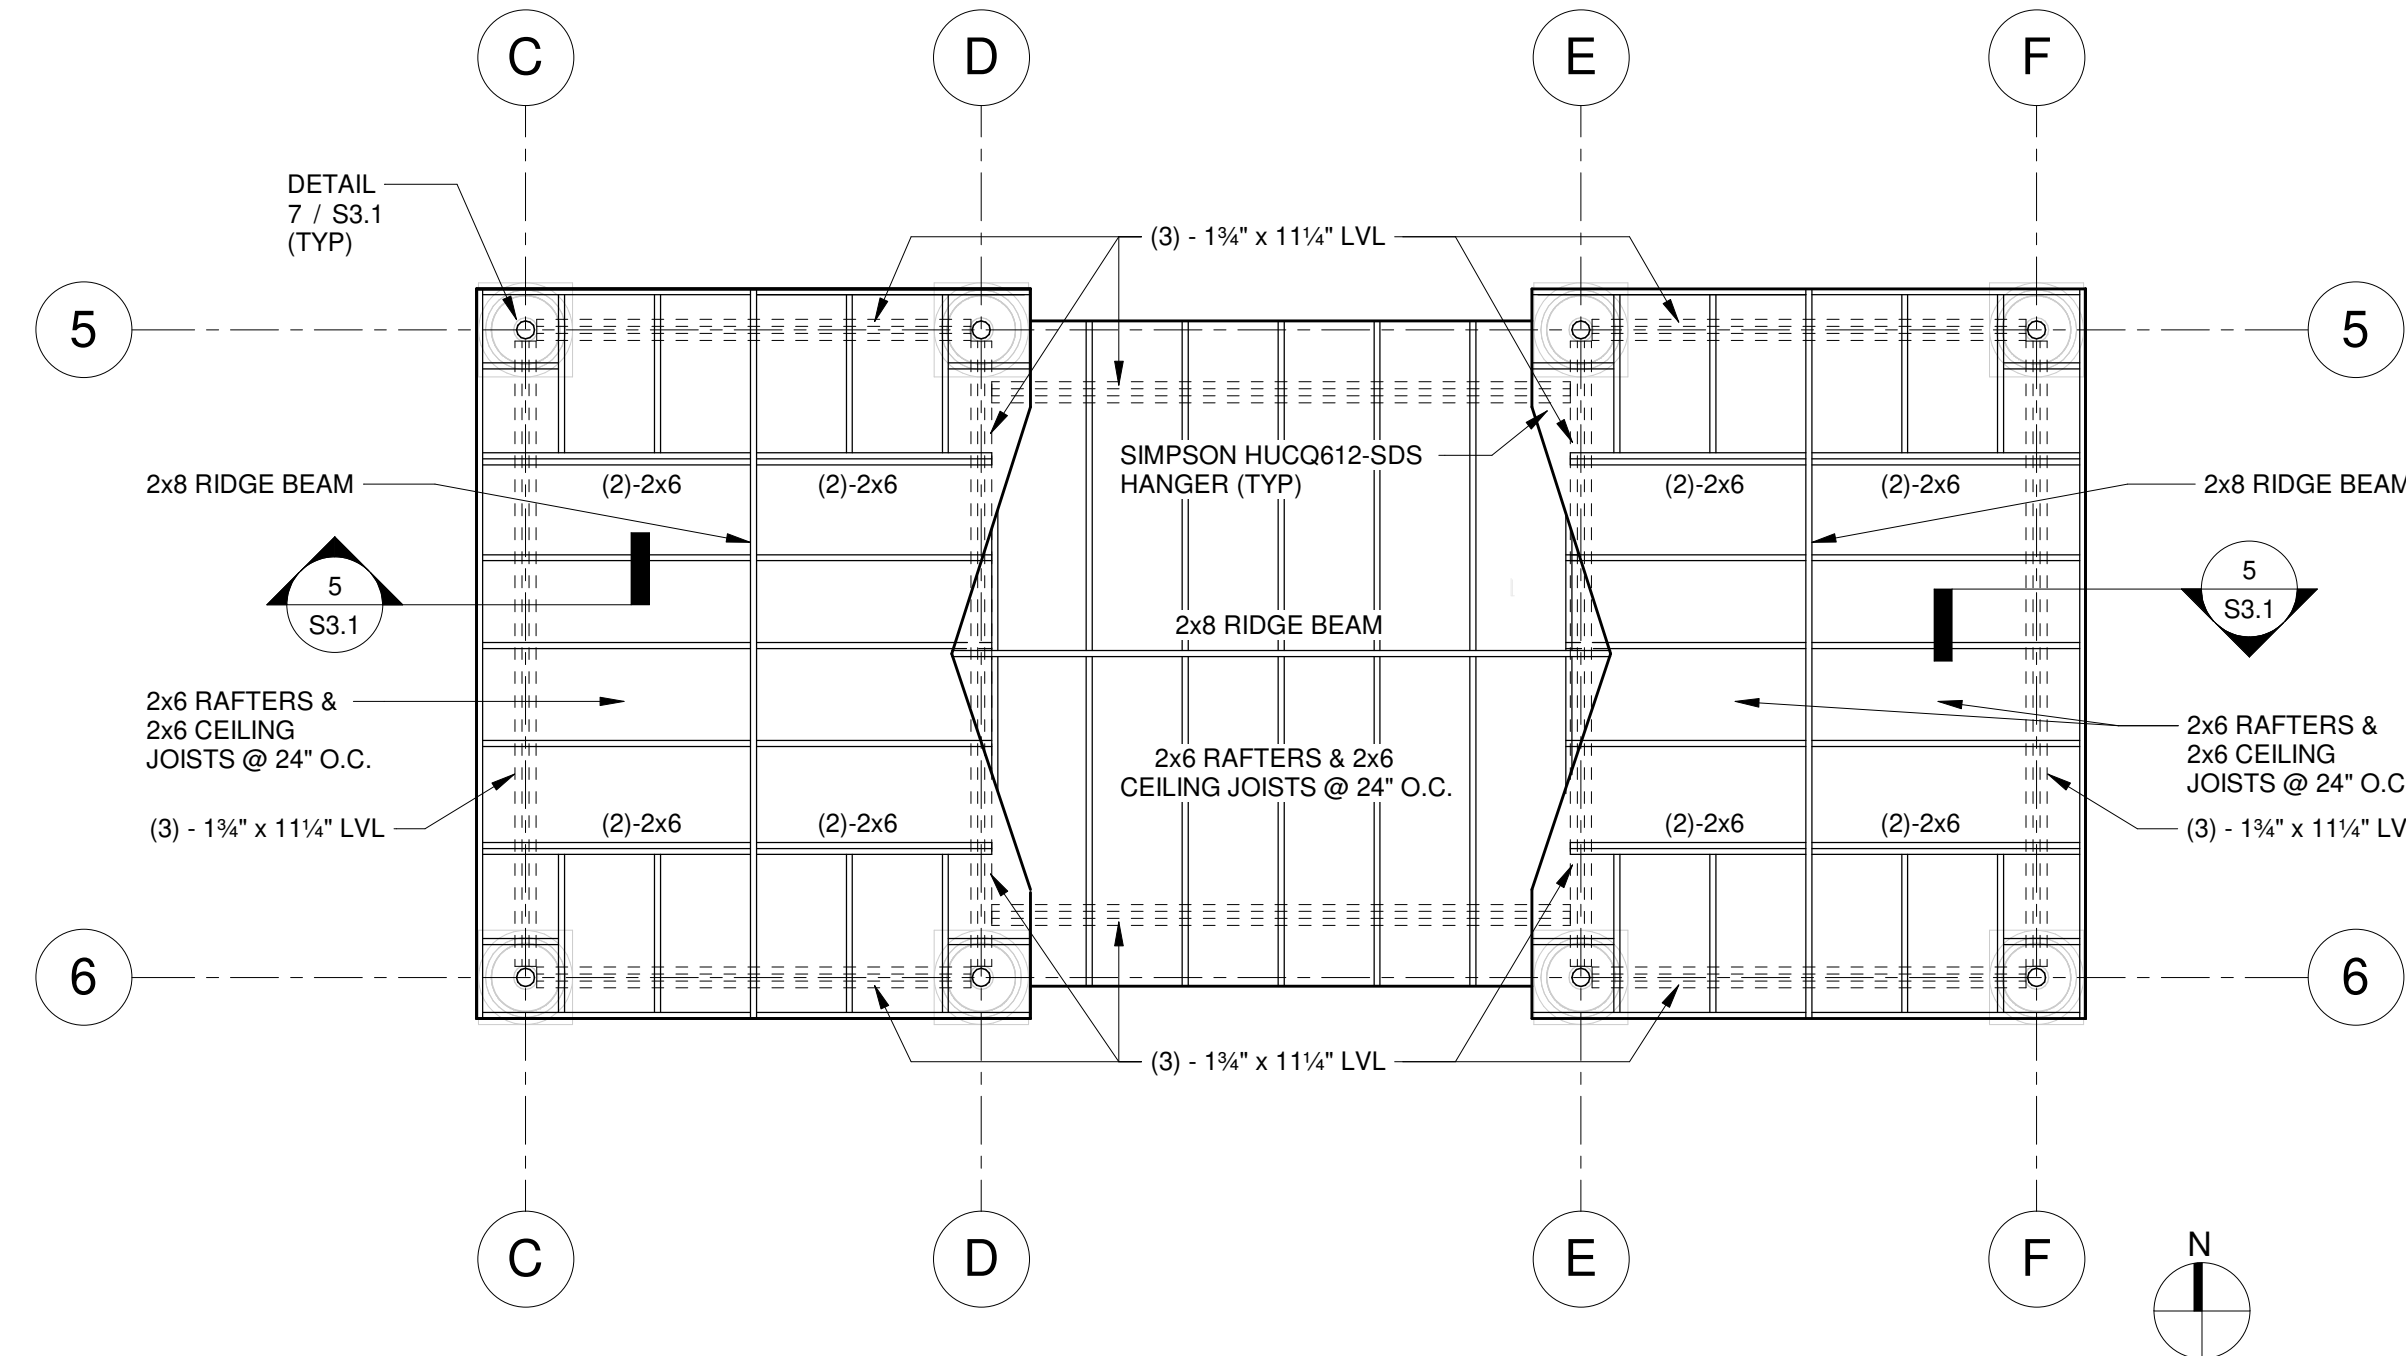 C
D
E
F
DETAIL
7 / S3.1
(TYP)
(3) - 1¾" x 11¼" LVL
5
5
SIMPSON HUCQ612-SDS
HANGER (TYP)
2x8 RIDGE BEAM
(2)-2x6
(2)-2x6
(2)-2x6
(2)-2x6
2x8 RIDGE BEAM
5
S3.1
5
S3.1
2x8 RIDGE BEAM
2x6 RAFTERS &
2x6 CEILING
JOISTS @ 24" O.C.
2x6 RAFTERS & 2x6
CEILING JOISTS @ 24" O.C.
2x6 RAFTERS &
2x6 CEILING
JOISTS @ 24" O.C
(3) - 1¾" x 11¼" LVL
(2)-2x6
(2)-2x6
(2)-2x6
(2)-2x6
(3) - 1¾" x 11¼" LV
6
6
(3) - 1¾" x 11¼" LVL
C
D
E
F
N